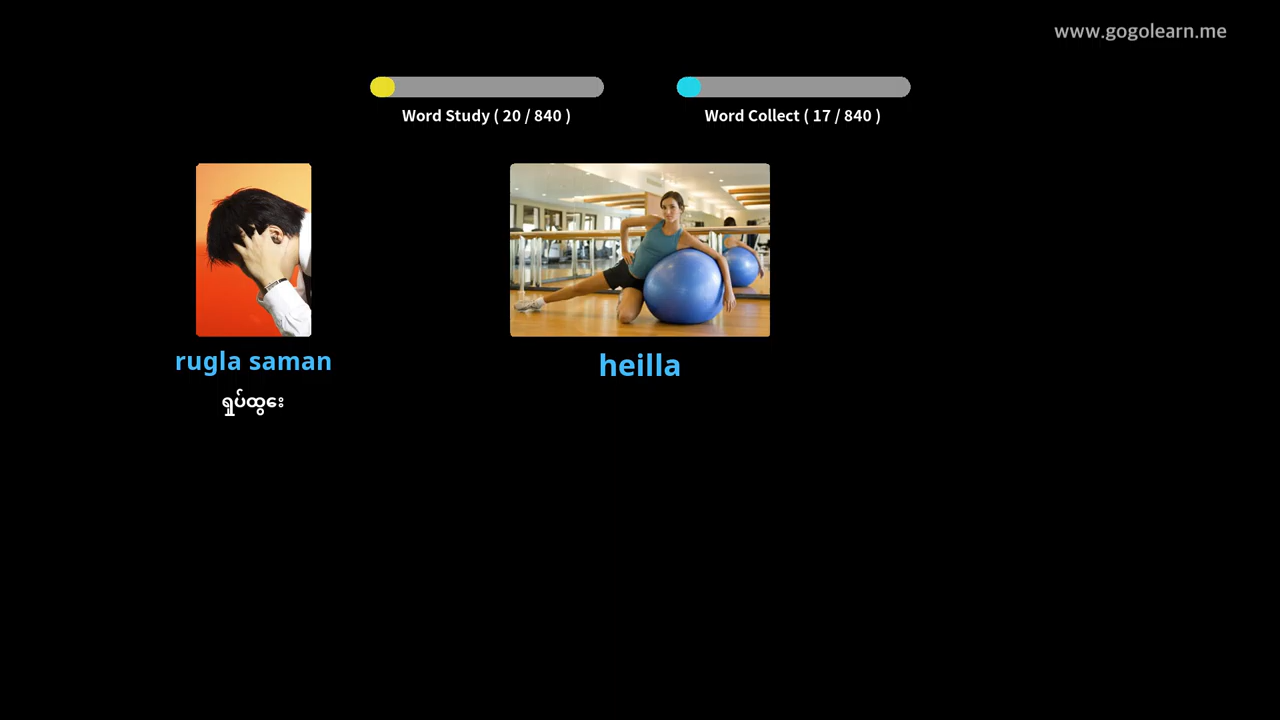 www.gogolearn.me
Word Study ( 20 / 840 )
Word Collect ( 17 / 840 )
rugla saman
ရှုပ်ထွေး
heilla